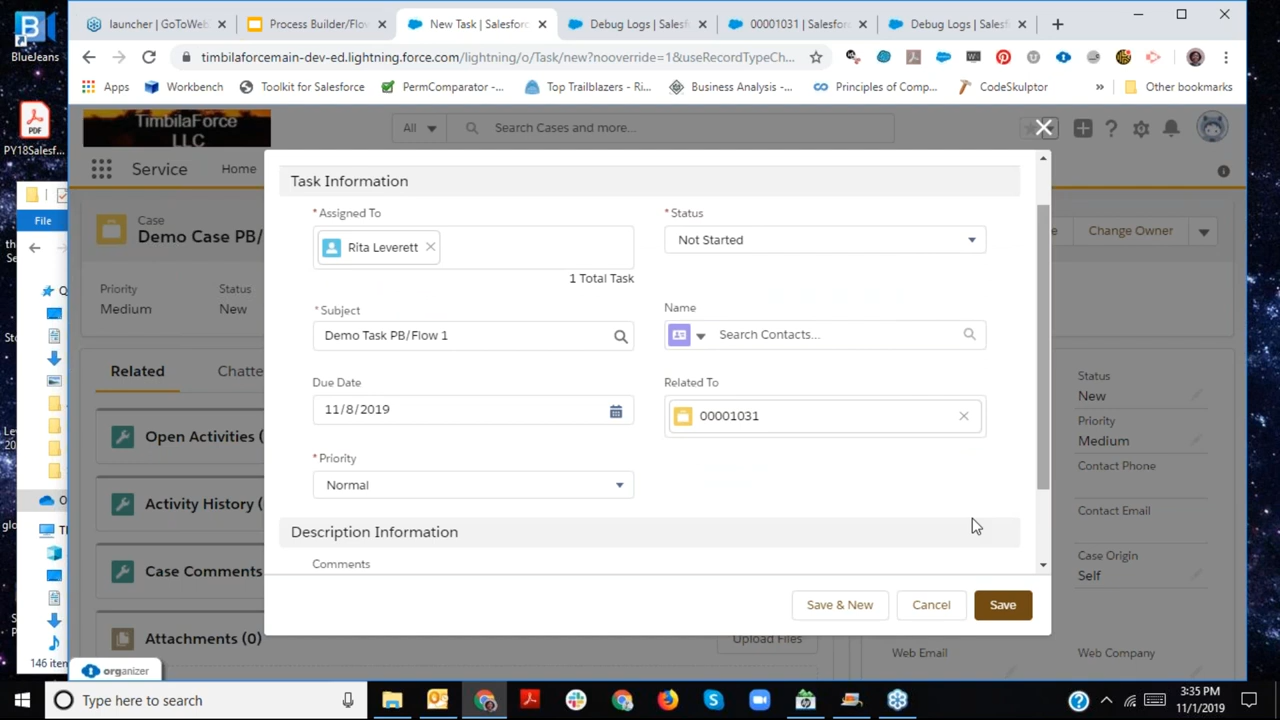 BlueJeans
launcher | GoToWeb
Process Builder/Flow
New Task | Salesforc
Debug Logs | Salesf
00001031 | Salesfor
Debug Logs | Salesf
timbilaforcemain-dev-ed.lightning.force.com/lightning/o/Task/new?nooverride=1&useRecordTypeCh...
Apps
Workbench
Toolkit for Salesforce
PermComparator -...
Top Trailblazers - Ri...
Business Analysis -...
Principles of Comp...
CodeSkulptor
»
Other bookmarks
PDF
PY18Salesf...
TimbilaForce
LLC
All
Search Cases and more...
Service
Home
File
Case
Demo Case PB/
Change Owner
Priority
Medium
Status
New
Related
Chatte
Open Activities (
Activity History (
Case Comments
Attachments (0)
Upload Files
Task Information
*Assigned To
Rita Leverett
1 Total Task
*Status
Not Started
*Subject
Demo Task PB/Flow 1
Name
Search Contacts...
Due Date
11/8/2019
Related To
00001031
*Priority
Normal
Description Information
Comments
Save & New
Cancel
Save
Status
New
Priority
Medium
Contact Phone
Contact Email
Case Origin
Self
Web Email
Web Company
146 iten
organizer
Type here to search
3:35 PM
11/1/2019